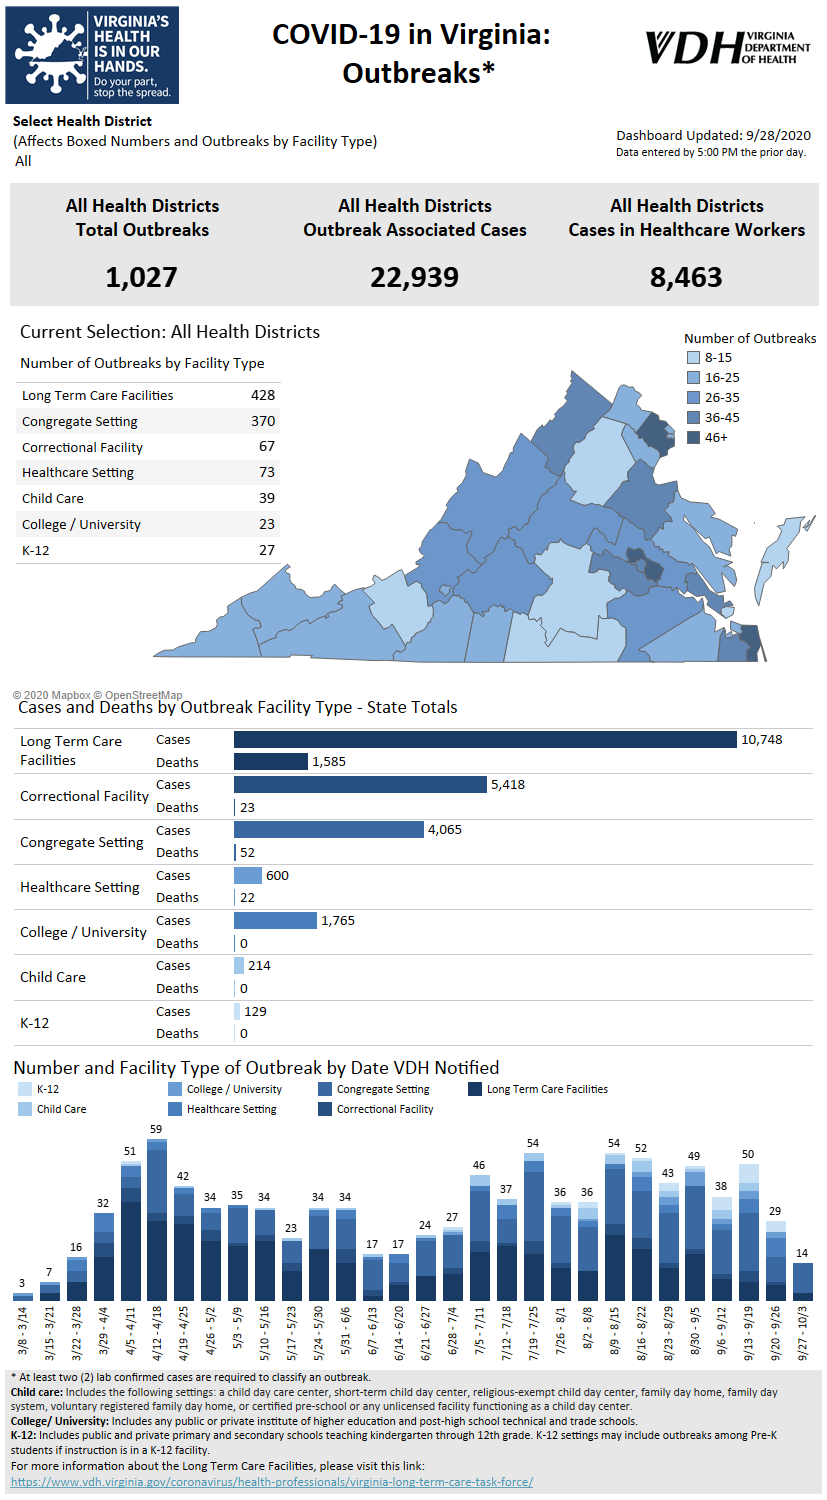 VIRGINIA'S
HEALTH
IS IN OUR
HANDS.
Do your part,
stop the spread.
COVID-19 in Virginia:
Outbreaks*
VDH VIRGINIA
DEPARTMENT
OF HEALTH
Select Health District
(Affects Boxed Numbers and Outbreaks by Facility Type)
All
Dashboard Updated: 9/28/2020
Data entered by 5:00 PM the prior day.
All Health Districts
Total Outbreaks
1,027
All Health Districts
Outbreak Associated Cases
22,939
All Health Districts
Cases in Healthcare Workers
8,463
Current Selection: All Health Districts
Number of Outbreaks by Facility Type
Long Term Care Facilities 428
Congregate Setting 370
Correctional Facility 67
Healthcare Setting 73
Child Care 39
College / University 23
K-12 27
Number of Outbreaks
8-15
16-25
26-35
36-45
46+
© 2020 Mapbox © OpenStreetMap
Cases and Deaths by Outbreak Facility Type - State Totals
Long Term Care
Facilities
Cases 10,748
Deaths 1,585
Correctional Facility
Cases 5,418
Deaths 23
Congregate Setting
Cases 4,065
Deaths 52
Healthcare Setting
Cases 600
Deaths 22
College / University
Cases 1,765
Deaths 0
Child Care
Cases 214
Deaths 0
K-12
Cases 129
Deaths 0
Number and Facility Type of Outbreak by Date VDH Notified
K-12 College / University Congregate Setting Long Term Care Facilities
Child Care Healthcare Setting Correctional Facility
3 7 16 32 51 59 42 34 35 34 23 34 34 17 17 24 27 46 37 54 36 36 54 52 43 49 38 50 29 14
3/8 - 3/14
3/15 - 3/21
3/22 - 3/28
3/29 - 4/4
4/5 - 4/11
4/12 - 4/18
4/19 - 4/25
4/26 - 5/2
5/3 - 5/9
5/10 - 5/16
5/17 - 5/23
5/24 - 5/30
5/31 - 6/6
6/7 - 6/13
6/14 - 6/20
6/21 - 6/27
6/28 - 7/4
7/5 - 7/11
7/12 - 7/18
7/19 - 7/25
7/26 - 8/1
8/2 - 8/8
8/9 - 8/15
8/16 - 8/22
8/23 - 8/29
8/30 - 9/5
9/6 - 9/12
9/13 - 9/19
9/20 - 9/26
9/27 - 10/3
* At least two (2) lab confirmed cases are required to classify an outbreak.
Child care: Includes the following settings: a child day care center, short-term child day center, religious-exempt child day center, family day home, family day
system, voluntary registered family day home, or certified pre-school or any unlicensed facility functioning as a child day center.
College/ University: Includes any public or private institute of higher education and post-high school technical and trade schools.
K-12: Includes public and private primary and secondary schools teaching kindergarten through 12th grade. K-12 settings may include outbreaks among Pre-K
students if instruction is in a K-12 facility.
For more information about the Long Term Care Facilities, please visit this link:
https://www.vdh.virginia.gov/coronavirus/health-professionals/virginia-long-term-care-task-force/